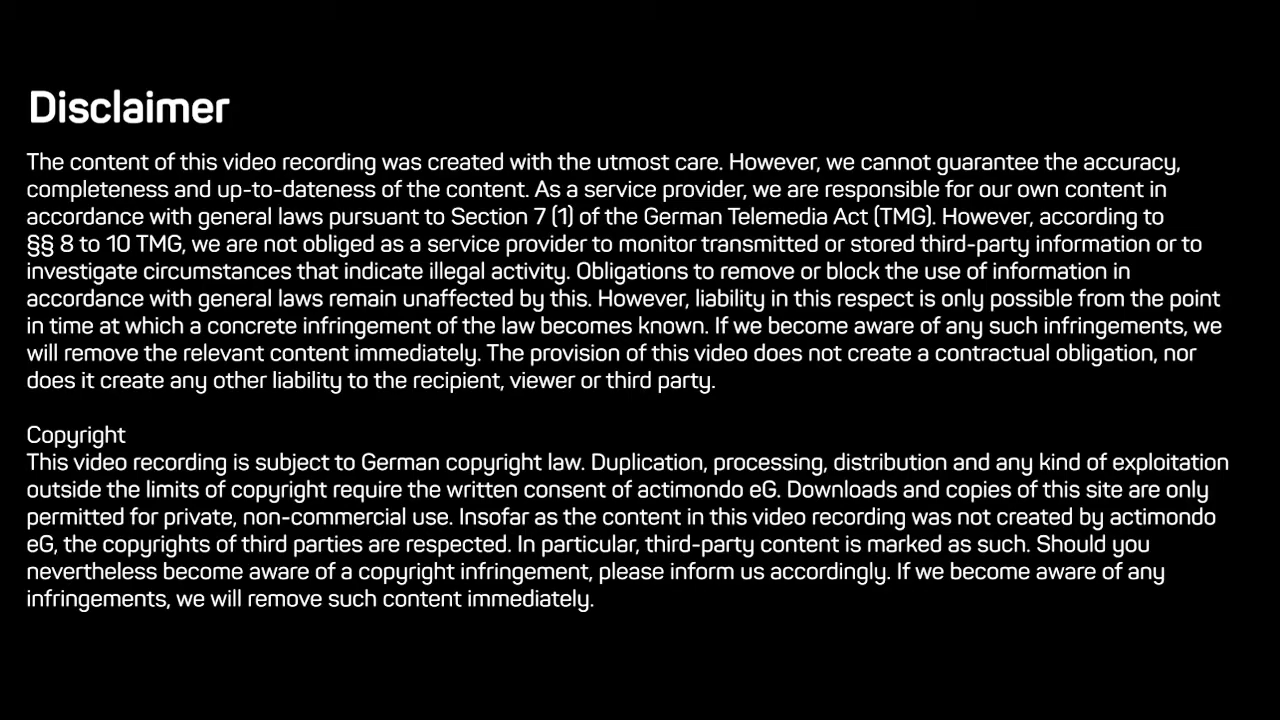 Disclaimer
The content of this video recording was created with the utmost care. However, we cannot guarantee the accuracy,
completeness and up-to-dateness of the content. As a service provider, we are responsible for our own content in
accordance with general laws pursuant to Section 7 (1) of the German Telemedia Act (TMG). However, according to
§§ 8 to 10 TMG, we are not obliged as a service provider to monitor transmitted or stored third-party information or to
investigate circumstances that indicate illegal activity. Obligations to remove or block the use of information in
accordance with general laws remain unaffected by this. However, liability in this respect is only possible from the point
in time at which a concrete infringement of the law becomes known. If we become aware of any such infringements, we
will remove the relevant content immediately. The provision of this video does not create a contractual obligation, nor
does it create any other liability to the recipient, viewer or third party.
Copyright
This video recording is subject to German copyright law. Duplication, processing, distribution and any kind of exploitation
outside the limits of copyright require the written consent of actimondo eG. Downloads and copies of this site are only
permitted for private, non-commercial use. Insofar as the content in this video recording was not created by actimondo
eG, the copyrights of third parties are respected. In particular, third-party content is marked as such. Should you
nevertheless become aware of a copyright infringement, please inform us accordingly. If we become aware of any
infringements, we will remove such content immediately.